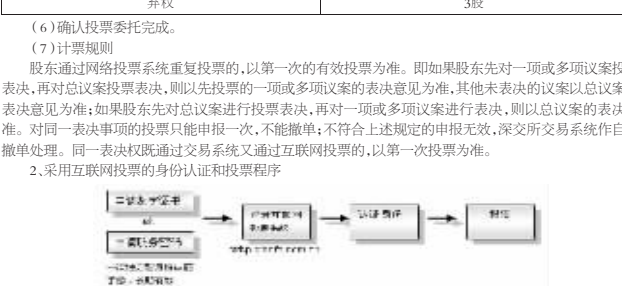 弃权 3股
(6)确认投票委托完成。
(7)计票规则
股东通过网络投票系统重复投票的,以第一次的有效投票为准。即如果股东先对一项或多项议案投
表决,再对总议案投票表决,则以先投票的一项或多项议案的表决意见为准,其他未表决的议案以总议案
表决意见为准;如果股东先对总议案进行投票表决,再对一项或多项议案进行表决,则以总议案的表决
准。对同一表决事项的投票只能申报一次,不能撤单;不符合上述规定的申报无效,深交所交易系统作自
撤单处理。同一表决权既通过交易系统又通过互联网投票的,以第一次投票为准。
2、采用互联网投票的身份认证和投票程序